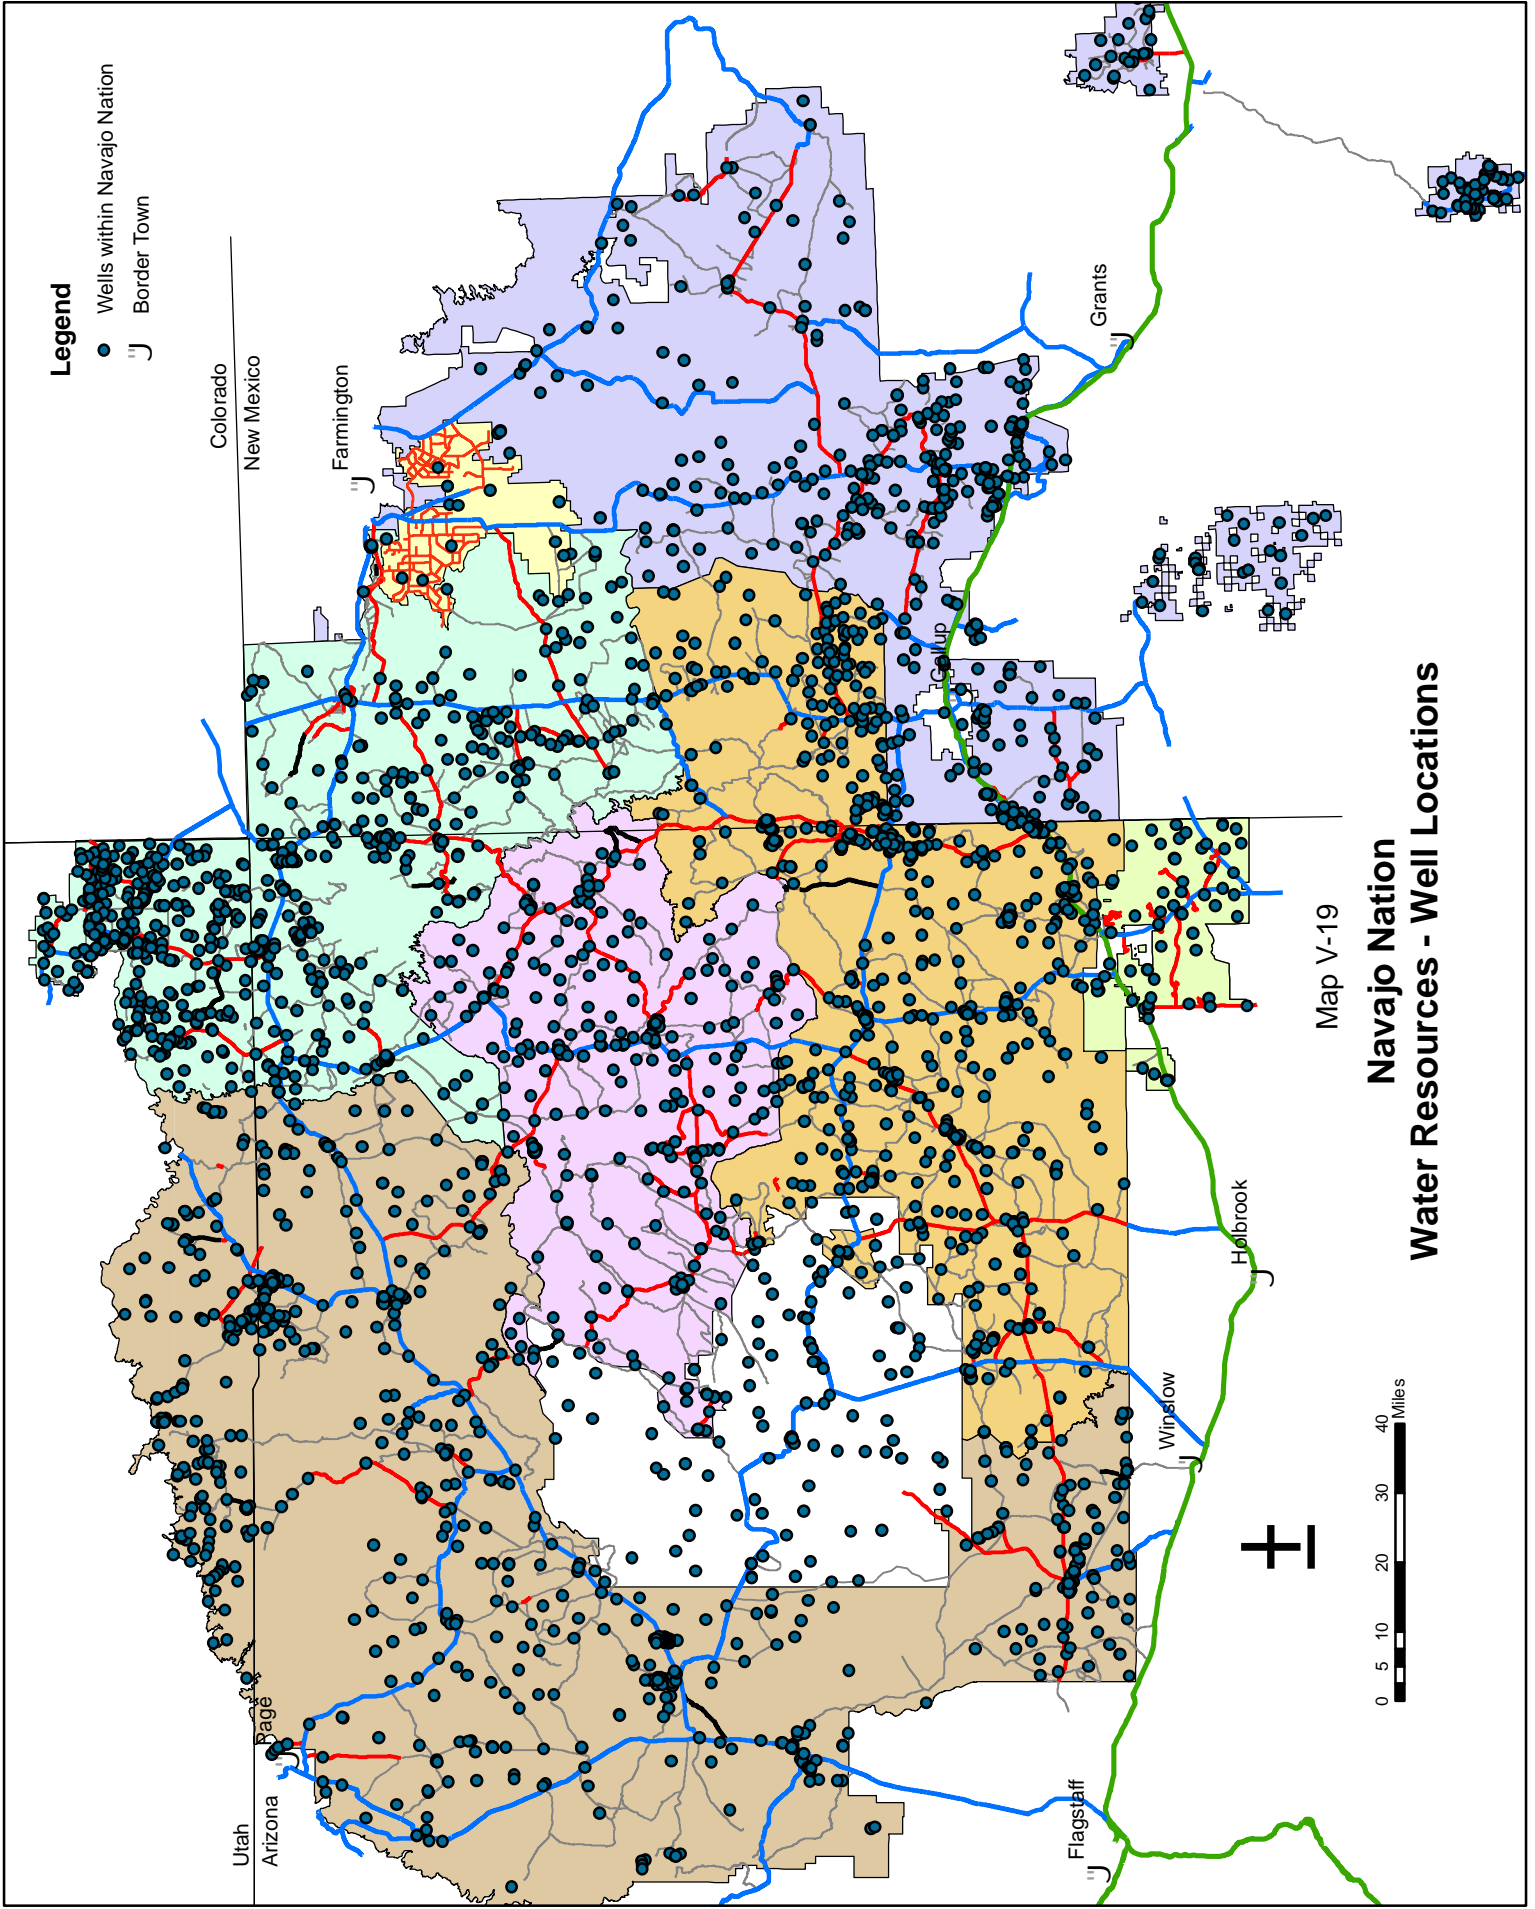 Legend
Wells within Navajo Nation
Border Town
Colorado
New Mexico
Farmington
Utah
Arizona
Page
Gallup
Grants
Flagstaff
Winslow
Holbrook
0 5 10 20 30 40
Miles
Map V-19
Navajo Nation
Water Resources - Well Locations